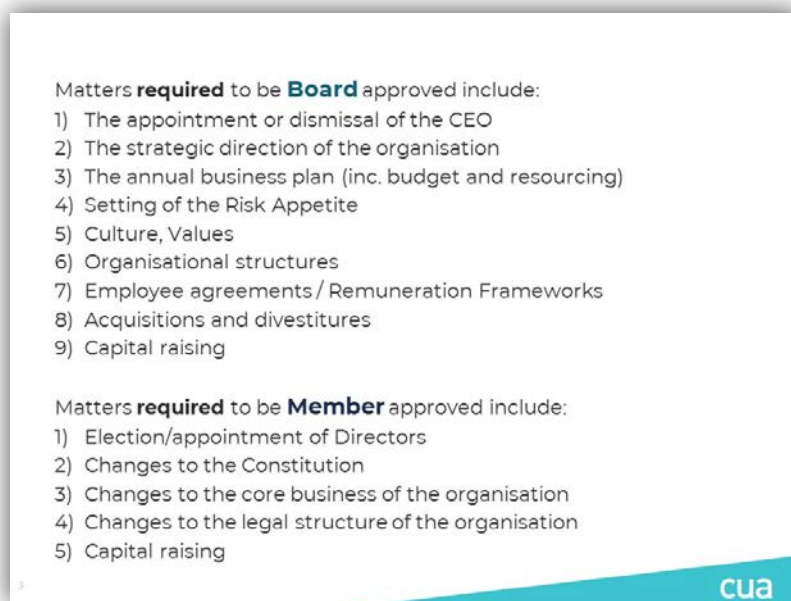 Matters required to be Board approved include:
1) The appointment or dismissal of the CEO
2) The strategic direction of the organisation
3) The annual business plan (inc. budget and resourcing)
4) Setting of the Risk Appetite
5) Culture, Values
6) Organisational structures
7) Employee agreements / Remuneration Frameworks
8) Acquisitions and divestitures
9) Capital raising
Matters required to be Member approved include:
1) Election/appointment of Directors
2) Changes to the Constitution
3) Changes to the core business of the organisation
4) Changes to the legal structure of the organisation
5) Capital raising
3
cua